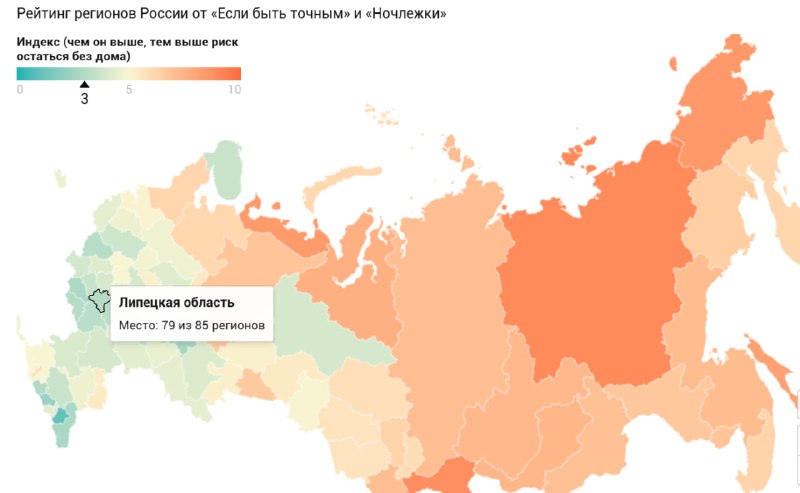 Рейтинг регионов России от «Если быть точным» и «Ночлежки»
Индекс (чем он выше, тем выше риск
остаться без дома)
0 5 10
3
Липецкая область
Место: 79 из 85 регионов